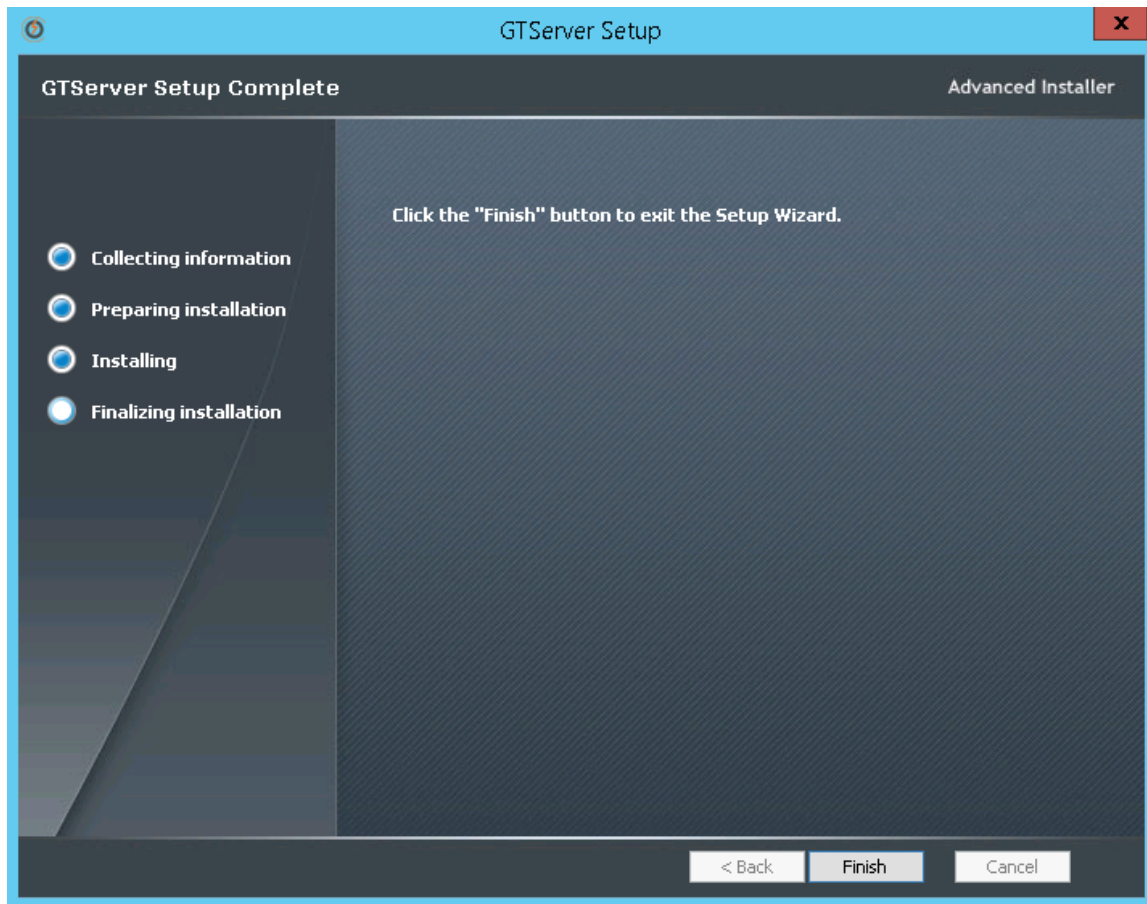 GTServer Setup
x
GTServer Setup Complete
Advanced Installer
Click the "Finish" button to exit the Setup Wizard.
Collecting information
Preparing installation
Installing
Finalizing installation
< Back
Finish
Cancel